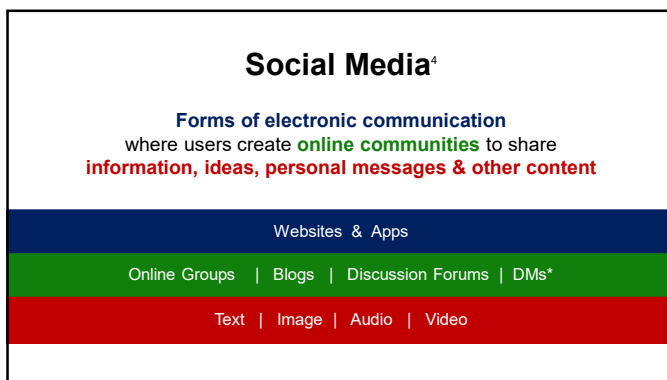 Social Media⁴
Forms of electronic communication
where users create online communities to share
information, ideas, personal messages & other content
Websites & Apps
Online Groups | Blogs | Discussion Forums | DMs*
Text | Image | Audio | Video